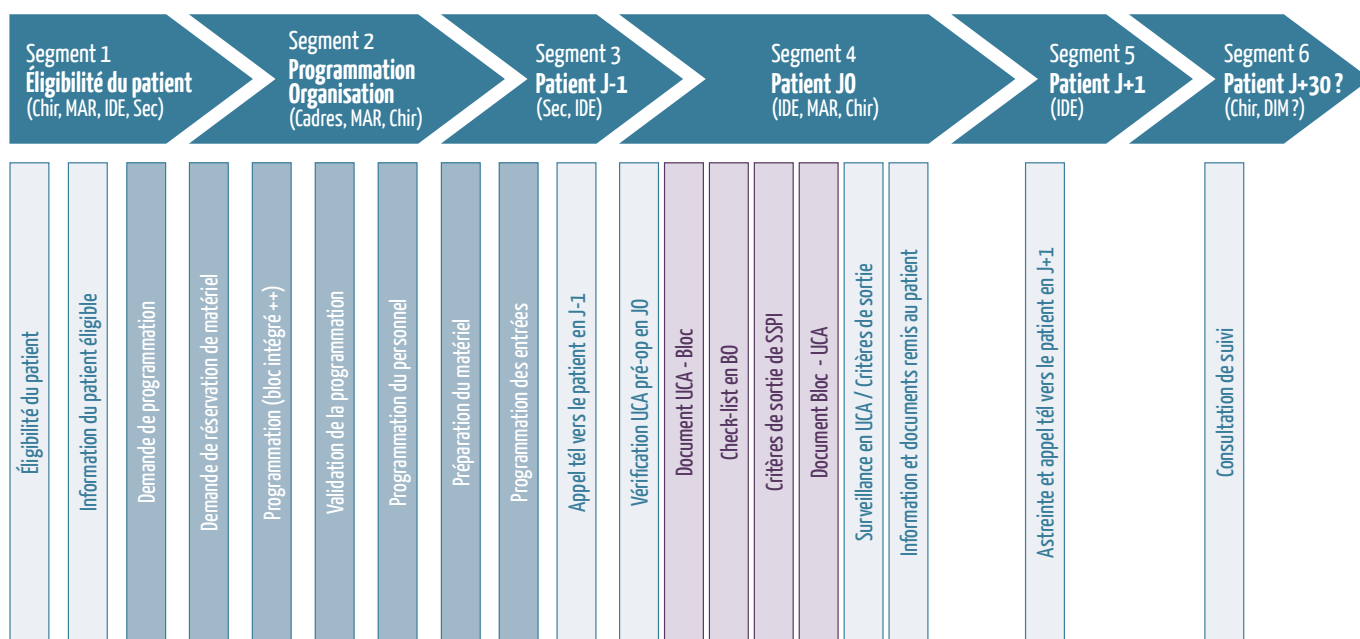 Segment 1
Éligibilité du patient
(Chir, MAR, IDE, Sec)
Segment 2
Programmation
Organisation
(Cadres, MAR, Chir)
Segment 3
Patient J-1
(Sec, IDE)
Segment 4
Patient J0
(IDE, MAR, Chir)
Segment 5
Patient J+1
(IDE)
Segment 6
Patient J+30 ?
(Chir, DIM ?)
Éligibilité du patient
Information du patient éligible
Demande de programmation
Demande de réservation de matériel
Programmation (bloc intégré ++)
Validation de la programmation
Programmation du personnel
Préparation du matériel
Programmation des entrées
Appel tél vers le patient en J-1
Vérification UCA pré-op en J0
Document UCA - Bloc
Check-list en BO
Critères de sortie de SSPI
Document Bloc - UCA
Surveillance en UCA / Critères de sortie
Information et documents remis au patient
Astreinte et appel tél vers le patient en J+1
Consultation de suivi